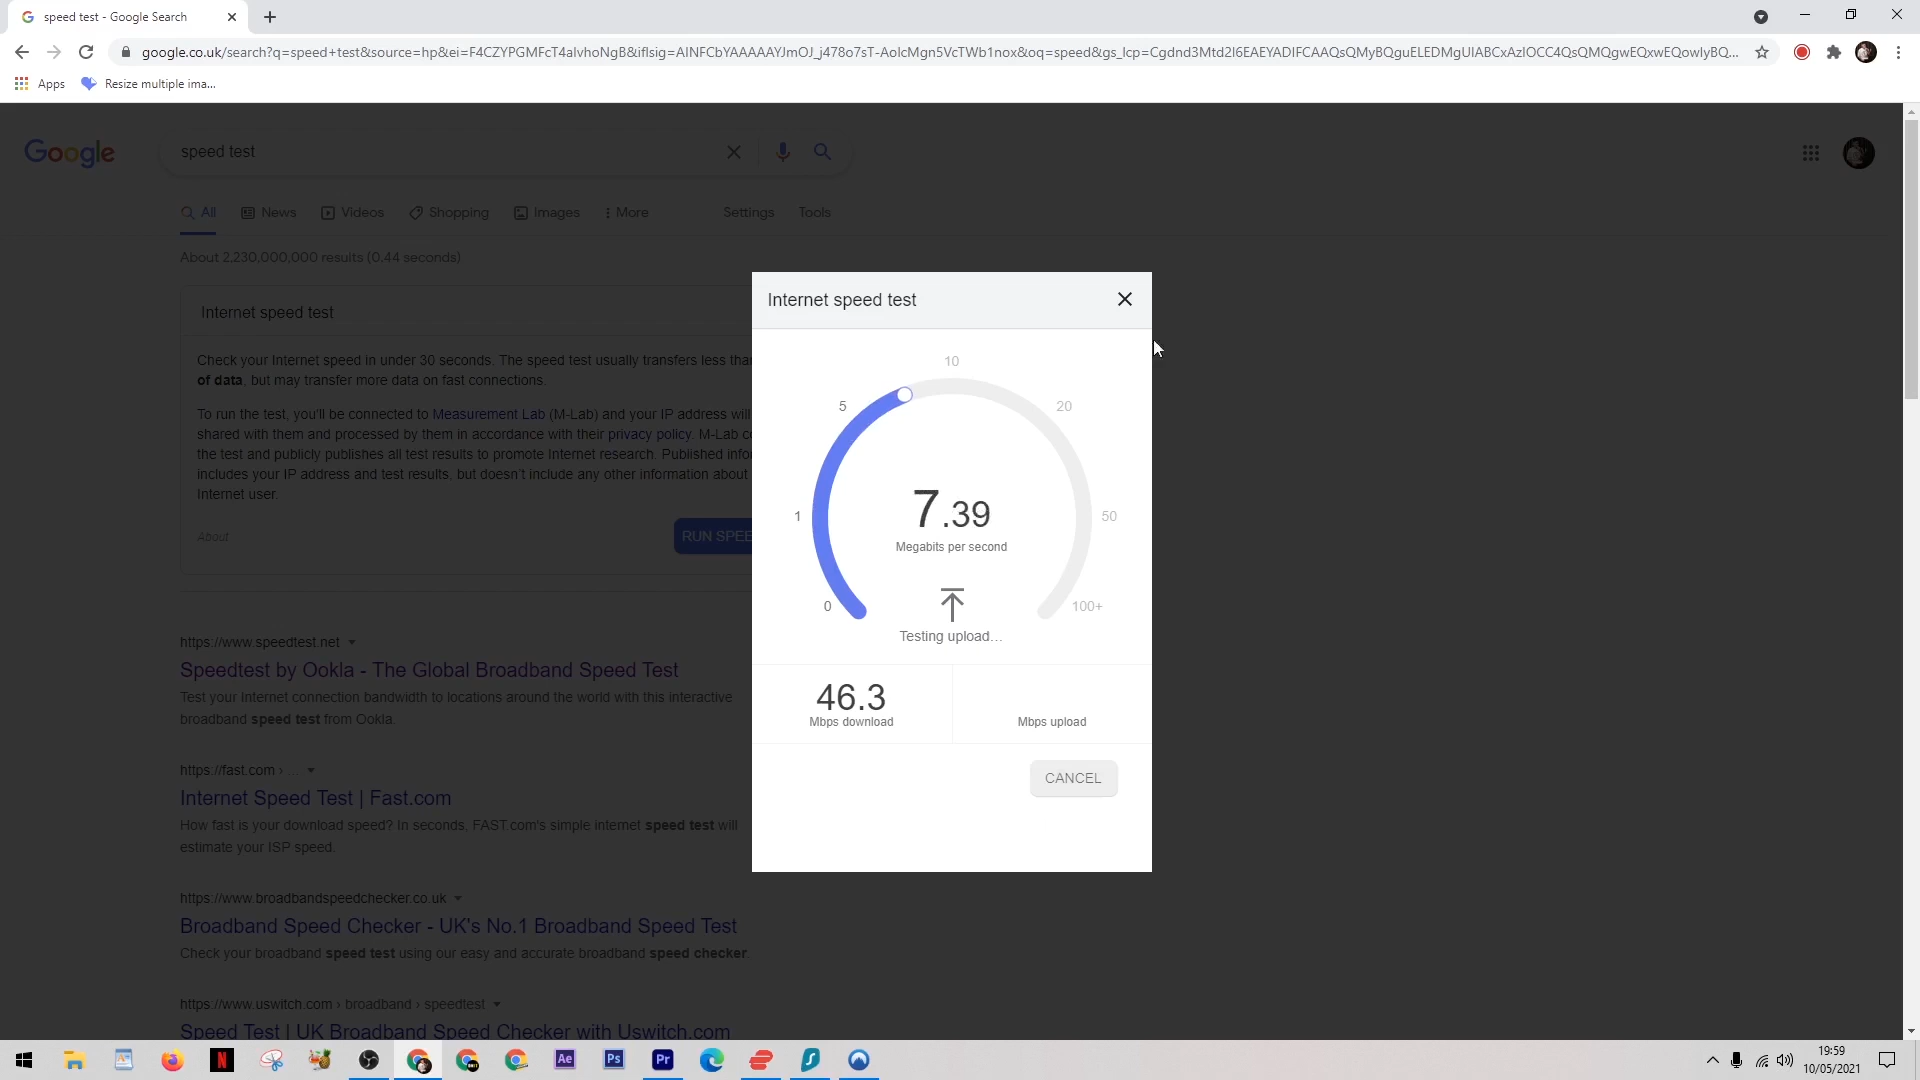 speed test - Google Search
google.co.uk/search?q=speed+test&source=hp&ei=F4CZYPGMFcT4alvhoNgB&iflsig=AINFCbYAAAAAYJmOJ_j478o7sT-AolcMgn5VcTWb1nox&oq=speed&gs_lcp=Cgdnd3Mtd2l6EAEYADIFCAAQsQMyBQguELEDMgUIABCxAzIOCC4QsQMQgwEQxwEQowIyBQ...
Apps
Resize multiple ima...
Google
speed test
All
News
Videos
Shopping
Images
More
Settings
Tools
About 2,230,000,000 results (0.44 seconds)
Internet speed test
Check your Internet speed in under 30 seconds. The speed test usually transfers less
of data, but may transfer more data on fast connections.
To run the test, you'll be connected to Measurement Lab (M-Lab) and your IP address
shared with them and processed by them in accordance with their privacy policy. M-Lab
the test and publicly publishes all test results to promote Internet research. Published
includes your IP address and test results, but doesn't include any other information about
Internet user.
About
RUN
Internet speed test
10
5
20
1
50
0
100+
7.39
Megabits per second
Testing upload...
46.3
Mbps download
Mbps upload
CANCEL
https://www.speedtest.net
Speedtest by Ookla - The Global Broadband Speed Test
Test your Internet connection bandwidth to locations around the world with this interactive
broadband speed test from Ookla.
https://fast.com › ...
Internet Speed Test | Fast.com
How fast is your download speed? In seconds, FAST.com's simple internet speed test will
estimate your ISP speed.
https://www.broadbandspeedchecker.co.uk
Broadband Speed Checker - UK's No.1 Broadband Speed Test
Check your broadband speed test using our easy and accurate broadband speed checker.
https://www.uswitch.com › broadband › speedtest
Speed Test | UK Broadband Speed Checker with Uswitch.com
N
Ae
Ps
Pr
19:59
10/05/2021